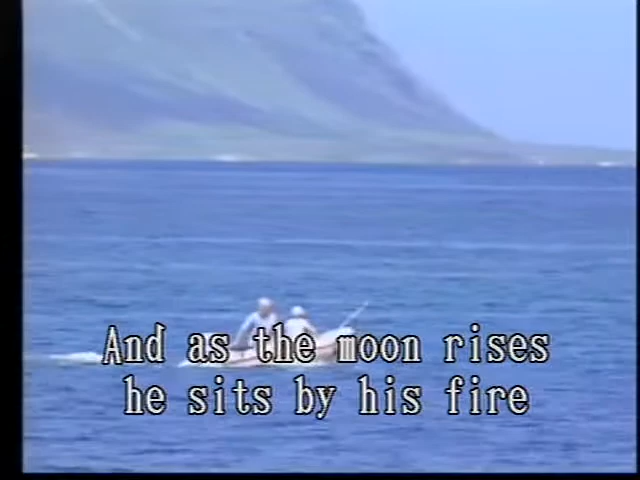 And as the moon rises
he sits by his fire